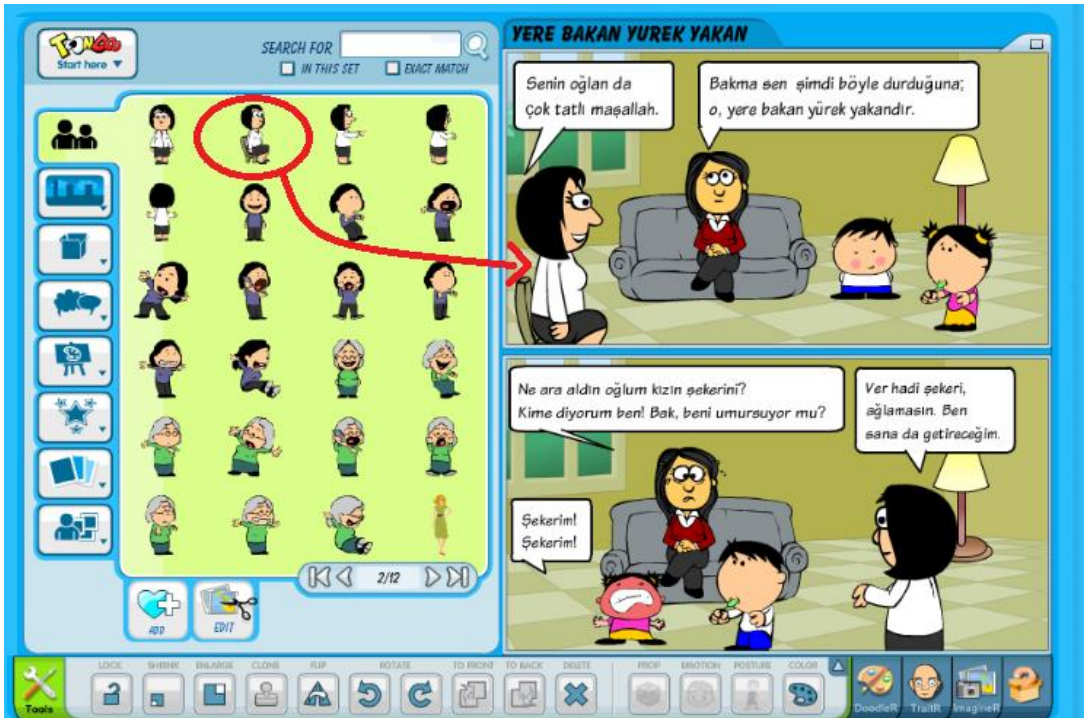 TOONDOO
Start here ▼
SEARCH FOR
IN THIS SET
EXACT MATCH
2/12
ADD
EDIT
YERE BAKAN YUREK YAKAN
Senin oğlan da
çok tatlı maşallah.
Bakma sen şimdi böyle durduğuna;
o, yere bakan yürek yakandır.
Ne ara aldın oğlum kızın şekerini?
Kime diyorum ben! Bak, beni umursuyor mu?
Ver hadi şekeri,
ağlamasın. Ben
sana da getireceğim.
Şekerim!
Şekerim!
Tools
LOCK SHRINK ENLARGE CLONE FLIP ROTATE TO FRONT TO BACK DELETE PROP EMOTION POSTURE COLOR
DoodleR TraitR ImagineR